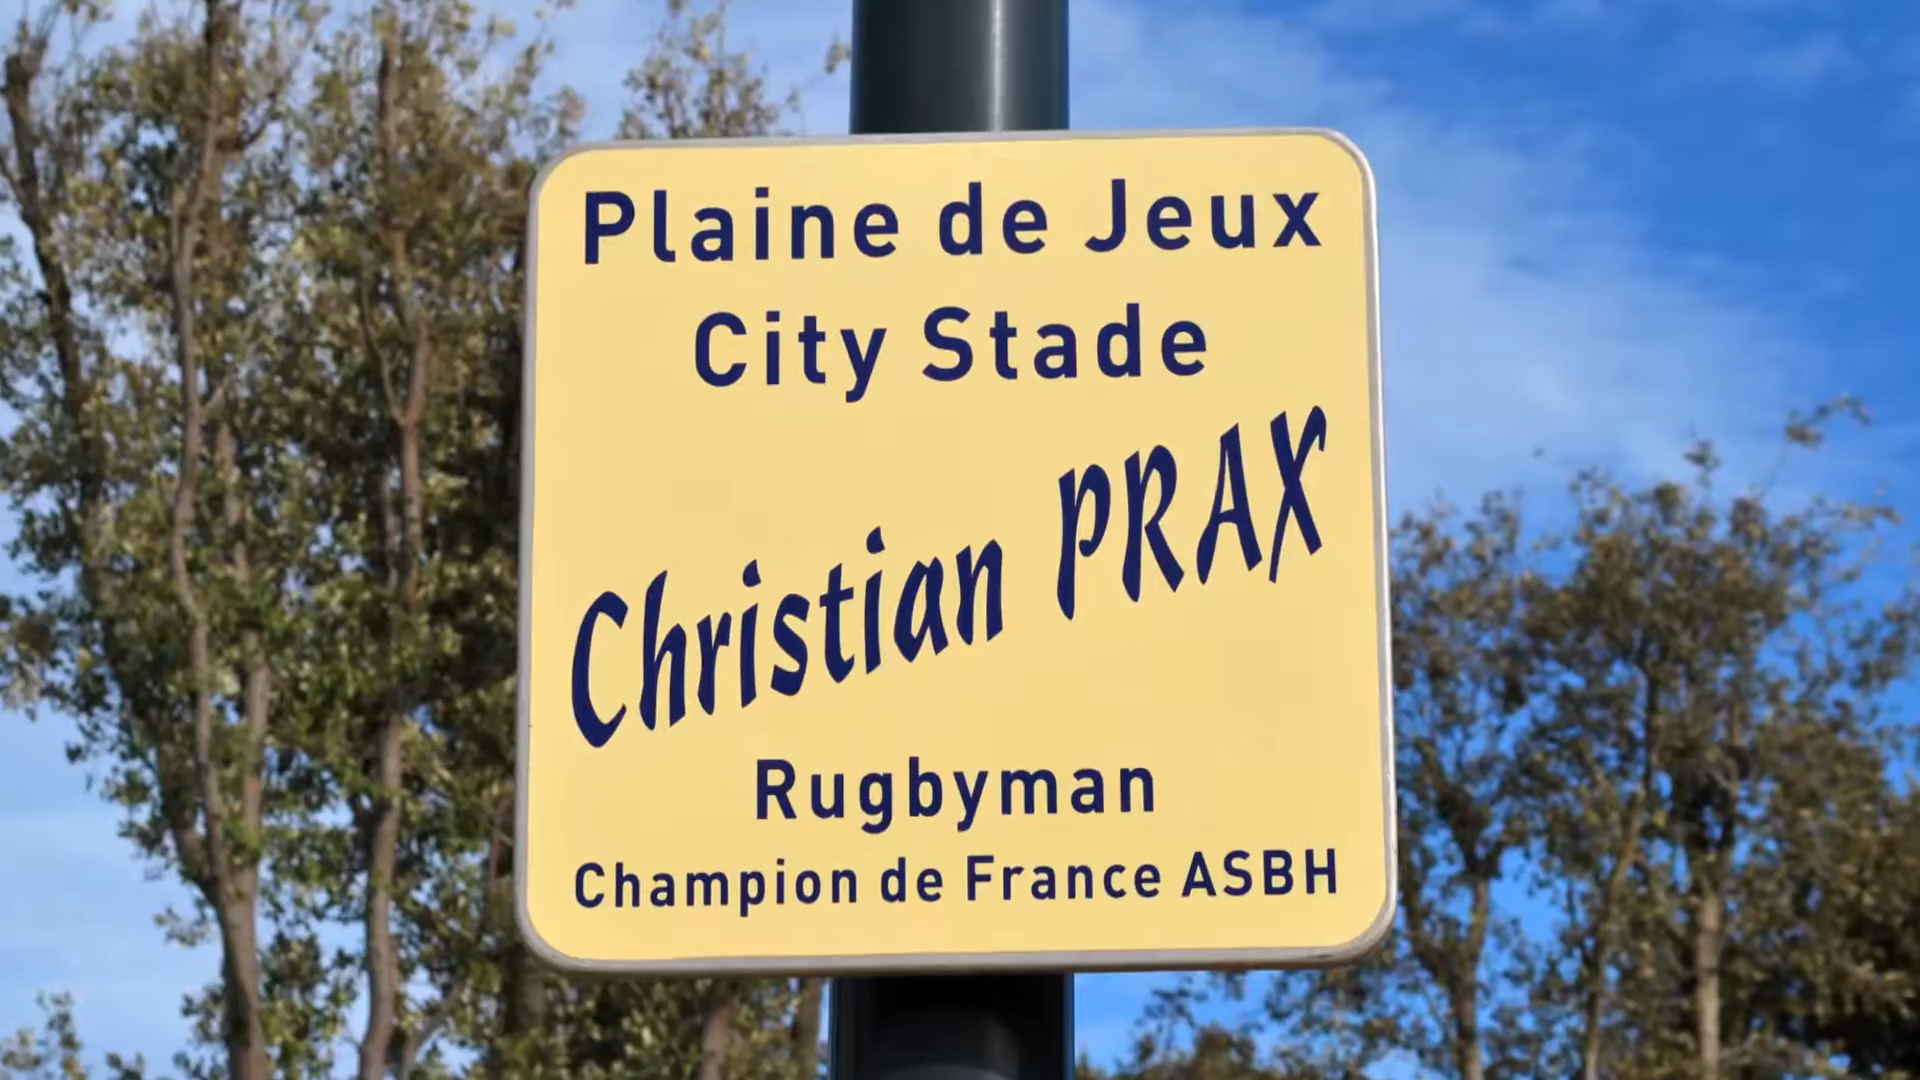 Plaine de Jeux
City Stade
Christian PRAX
Rugbyman
Champion de France ASBH